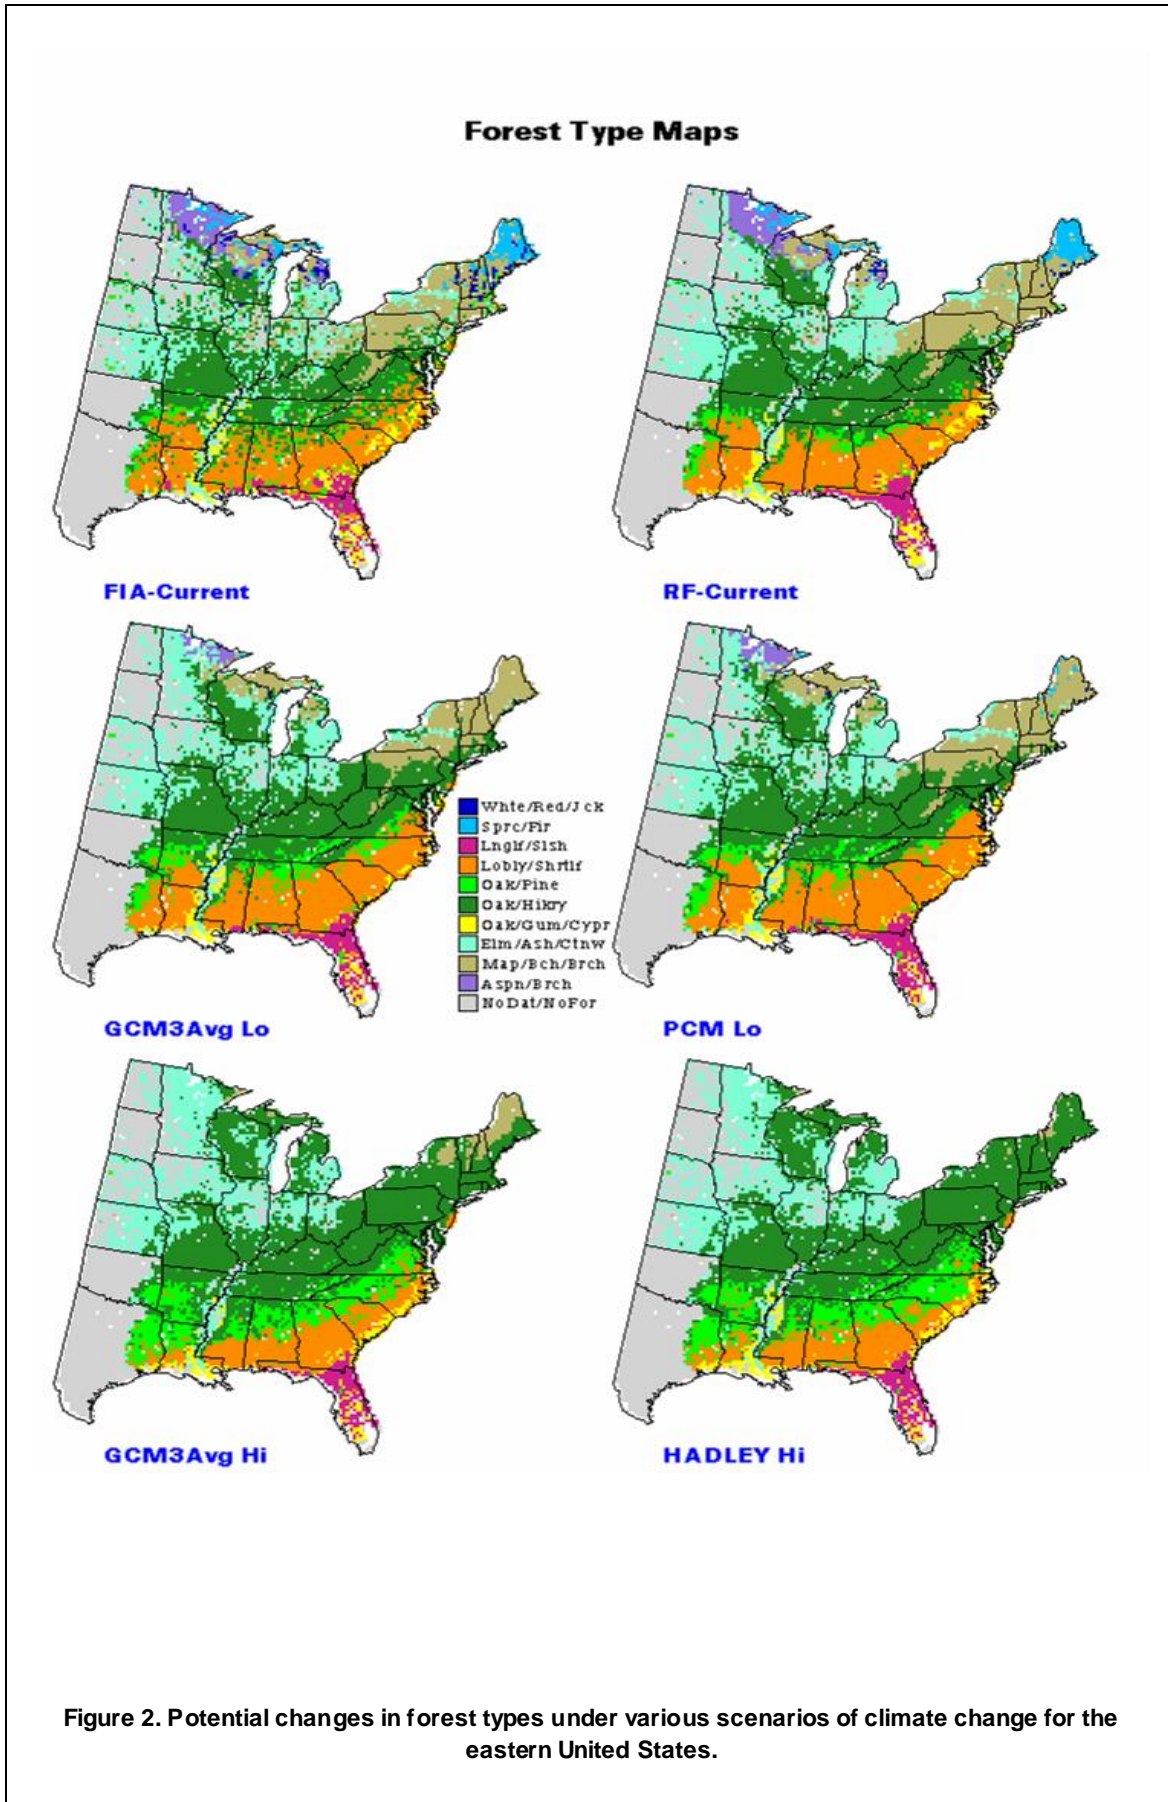 Forest Type Maps
FIA-Current
RF-Current
Whte/Red/Jck
Sprc/Fir
Lnglf/Slsh
Lobly/Shrtlf
Oak/Pine
Oak/Hikry
Oak/Gum/Cypr
Elm/Ash/Ctnw
Map/Bch/Brch
Aspn/Brch
NoDat/NoFor
GCM3Avg Lo
PCM Lo
GCM3Avg Hi
HADLEY Hi
Figure 2. Potential changes in forest types under various scenarios of climate change for the
eastern United States.